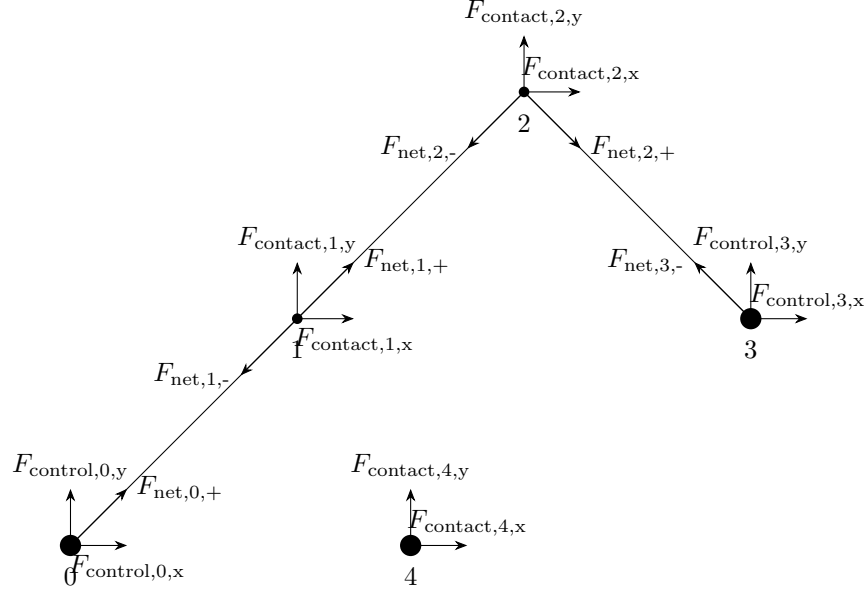 F_contact,2,y
F_contact,2,x
2
F_net,2,-
F_net,2,+
F_contact,1,y
F_net,1,+
F_net,3,-
F_control,3,y
F_control,3,x
F_contact,1,x
1
3
F_net,1,-
F_control,0,y
F_net,0,+
F_contact,4,y
F_contact,4,x
F_control,0,x
0
4